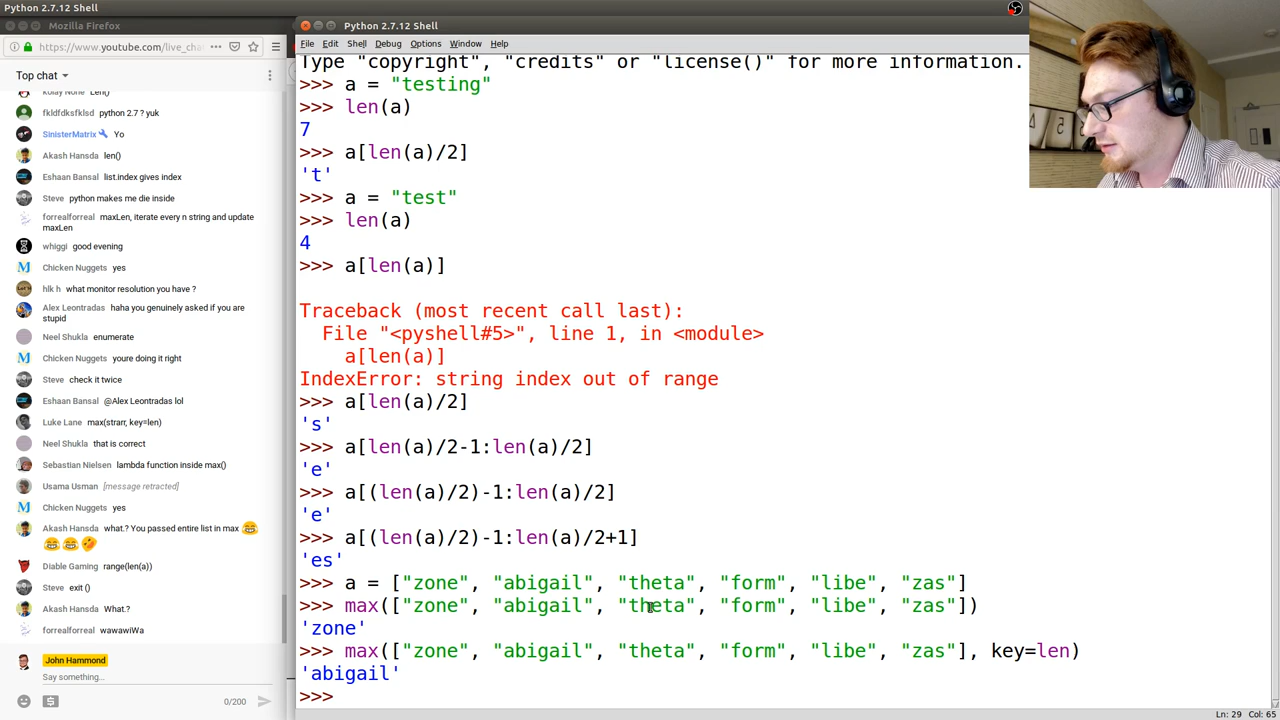 Python 2.7.12 Shell
Mozilla Firefox
https://www.youtube.com/live_cha
Top chat
fkldfdksfklsd python 2.7 ? yuk
SinisterMatrix Yo
Akash Hansda len()
Eshaan Bansal list.index gives index
Steve python makes me die inside
forrealforreal maxLen, iterate every n string and update
maxLen
whiggi good evening
Chicken Nuggets yes
hlk h what monitor resolution you have ?
Alex Leontradas haha you genuinely asked if you are
stupid
Neel Shukla enumerate
Chicken Nuggets youre doing it right
Steve check it twice
Eshaan Bansal @Alex Leontradas lol
Luke Lane max(strarr, key=len)
Neel Shukla that is correct
Sebastian Nielsen lambda function inside max()
Usama Usman [message retracted]
Chicken Nuggets yes
Akash Hansda what.? You passed entire list in max
Diable Gaming range(len(a))
Steve exit ()
Akash Hansda What.?
forrealforreal wawawiWa
John Hammond
Say something...
0/200
Python 2.7.12 Shell
File Edit Shell Debug Options Window Help
Type "copyright", "credits" or "license()" for more information.
>>> a = "testing"
>>> len(a)
7
>>> a[len(a)/2]
't'
>>> a = "test"
>>> len(a)
4
>>> a[len(a)]
Traceback (most recent call last):
  File "<pyshell#5>", line 1, in <module>
    a[len(a)]
IndexError: string index out of range
>>> a[len(a)/2]
's'
>>> a[len(a)/2-1:len(a)/2]
'e'
>>> a[(len(a)/2)-1:len(a)/2]
'e'
>>> a[(len(a)/2)-1:len(a)/2+1]
'es'
>>> a = ["zone", "abigail", "theta", "form", "libe", "zas"]
>>> max(["zone", "abigail", "theta", "form", "libe", "zas"])
'zone'
>>> max(["zone", "abigail", "theta", "form", "libe", "zas"], key=len)
'abigail'
>>>
Ln: 29 Col: 65